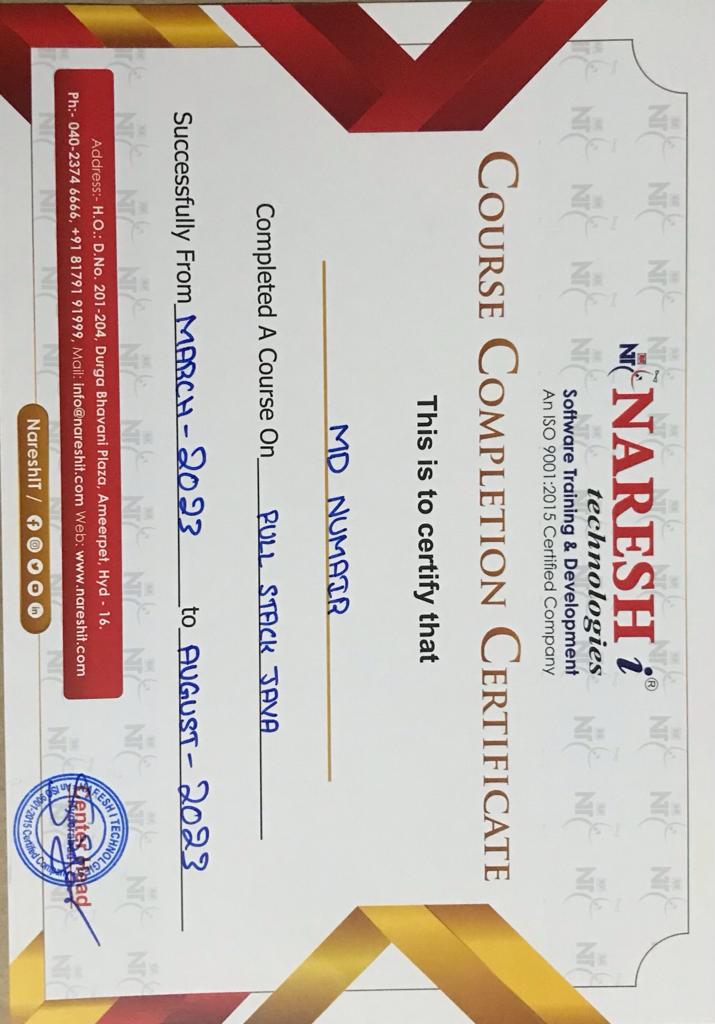 NARESH i®
technologies
Software Training & Development
An ISO 9001:2015 Certified Company
COURSE COMPLETION CERTIFICATE
This is to certify that
MD NUMAIR
Completed A Course On FULL STACK JAVA
Successfully From MARCH - 2023 to AUGUST - 2023
Address:- H.O.: D.No. 201-204, Durga Bhavani Plaza, Ameerpet, Hyd - 16.
Ph:- 040-2374 6666, +91 81791 91999, Mail: info@nareshit.com Web: www.nareshit.com
NareshIT /
Center Head
Hyderabad
NARESH I TECHNOLOGIES
An ISO 9001-2015 Certified Company